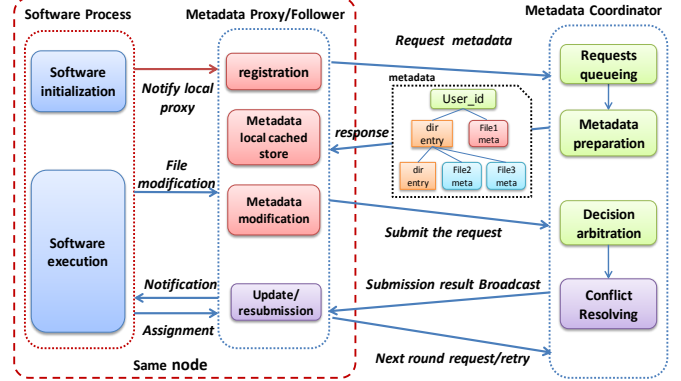 Software Process
Metadata Proxy/Follower
Metadata Coordinator
Software
initialization
Notify local
proxy
registration
Request metadata
Requests
queueing
metadata
User_id
dir
entry
File1
meta
dir
entry
File2
meta
File3
meta
Metadata
local cached
store
response
Metadata
preparation
File
modification
Metadata
modification
Submit the request
Decision
arbitration
Software
execution
Notification
Assignment
Update/
resubmission
Submission result Broadcast
Conflict
Resolving
Next round request/retry
Same node